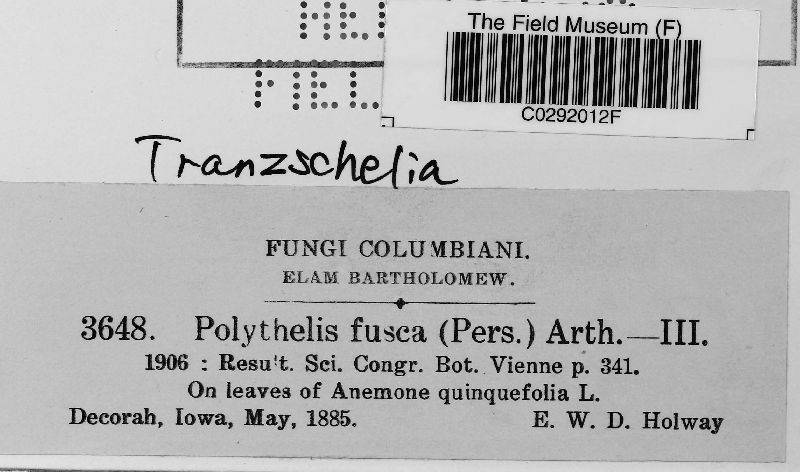 The Field Museum (F)
FIEL
C0292012F
Tranzschelia
FUNGI COLUMBIANI.
ELAM BARTHOLOMEW.
3648. Polythelis fusca (Pers.) Arth.—III.
1906 : Resu't. Sci. Congr. Bot. Vienne p. 341.
On leaves of Anemone quinquefolia L.
Decorah, Iowa, May, 1885. E. W. D. Holway